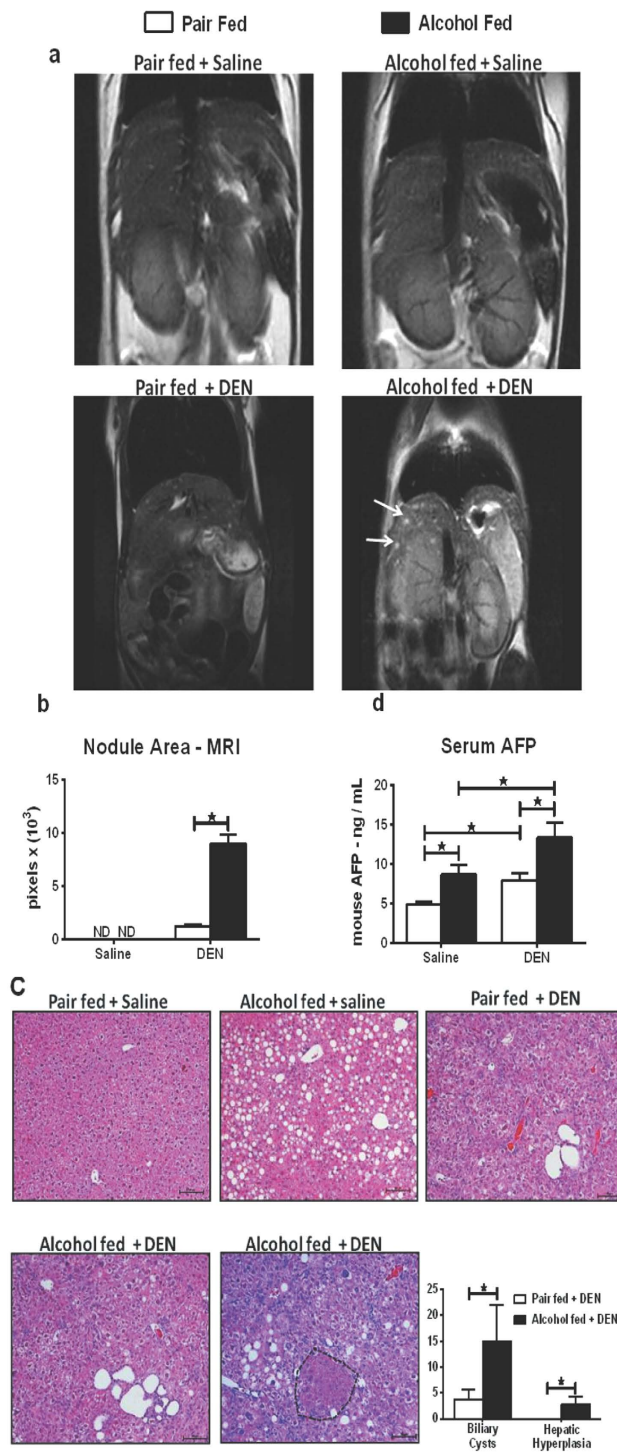 Pair Fed Alcohol Fed
a
Pair fed + Saline Alcohol fed + Saline
Pair fed + DEN Alcohol fed + DEN
b d
Nodule Area - MRI Serum AFP
pixels x (10³)
15
10
5
0
ND ND
*
Saline DEN
mouse AFP - ng / mL
20
15
10
5
0
*
*
*
*
Saline DEN
C
Pair fed + Saline Alcohol fed + saline Pair fed + DEN
Alcohol fed + DEN Alcohol fed + DEN
25
20
15
10
5
0
*
*
Pair fed + DEN
Alcohol fed + DEN
Biliary
Cysts
Hepatic
Hyperplasia